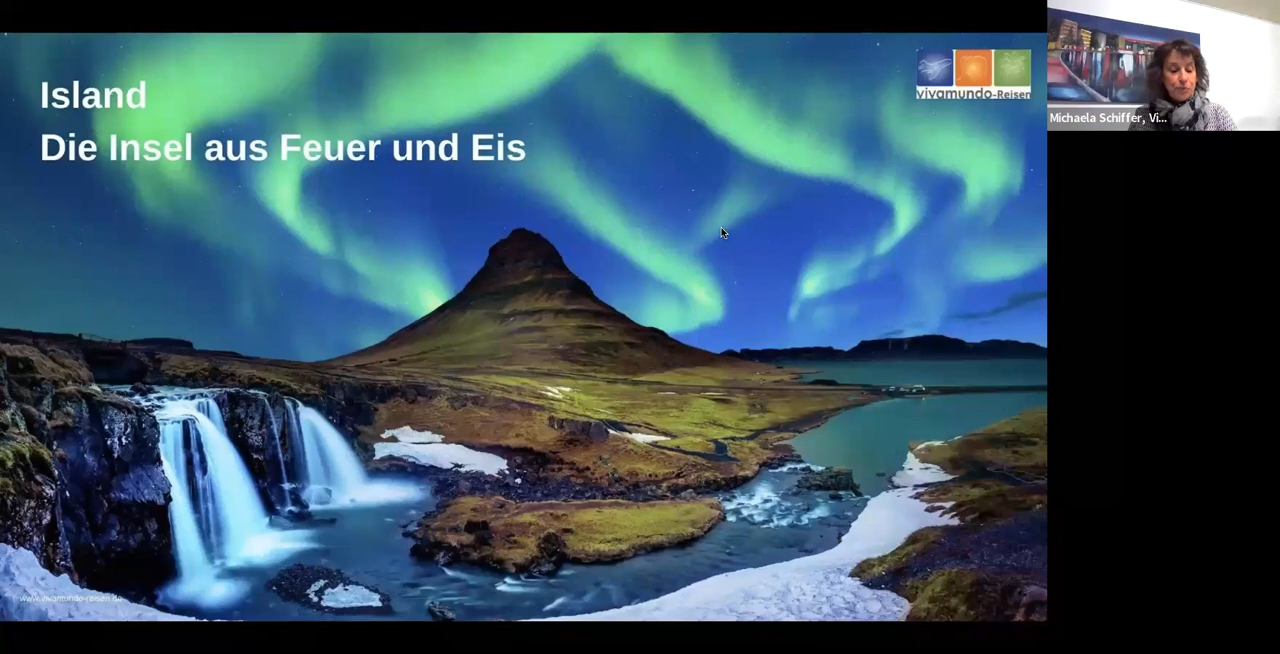 Island
Die Insel aus Feuer und Eis
vivamundo-Reisen
Michaela Schiffer, Vi...
www.vivamundo-reisen.de